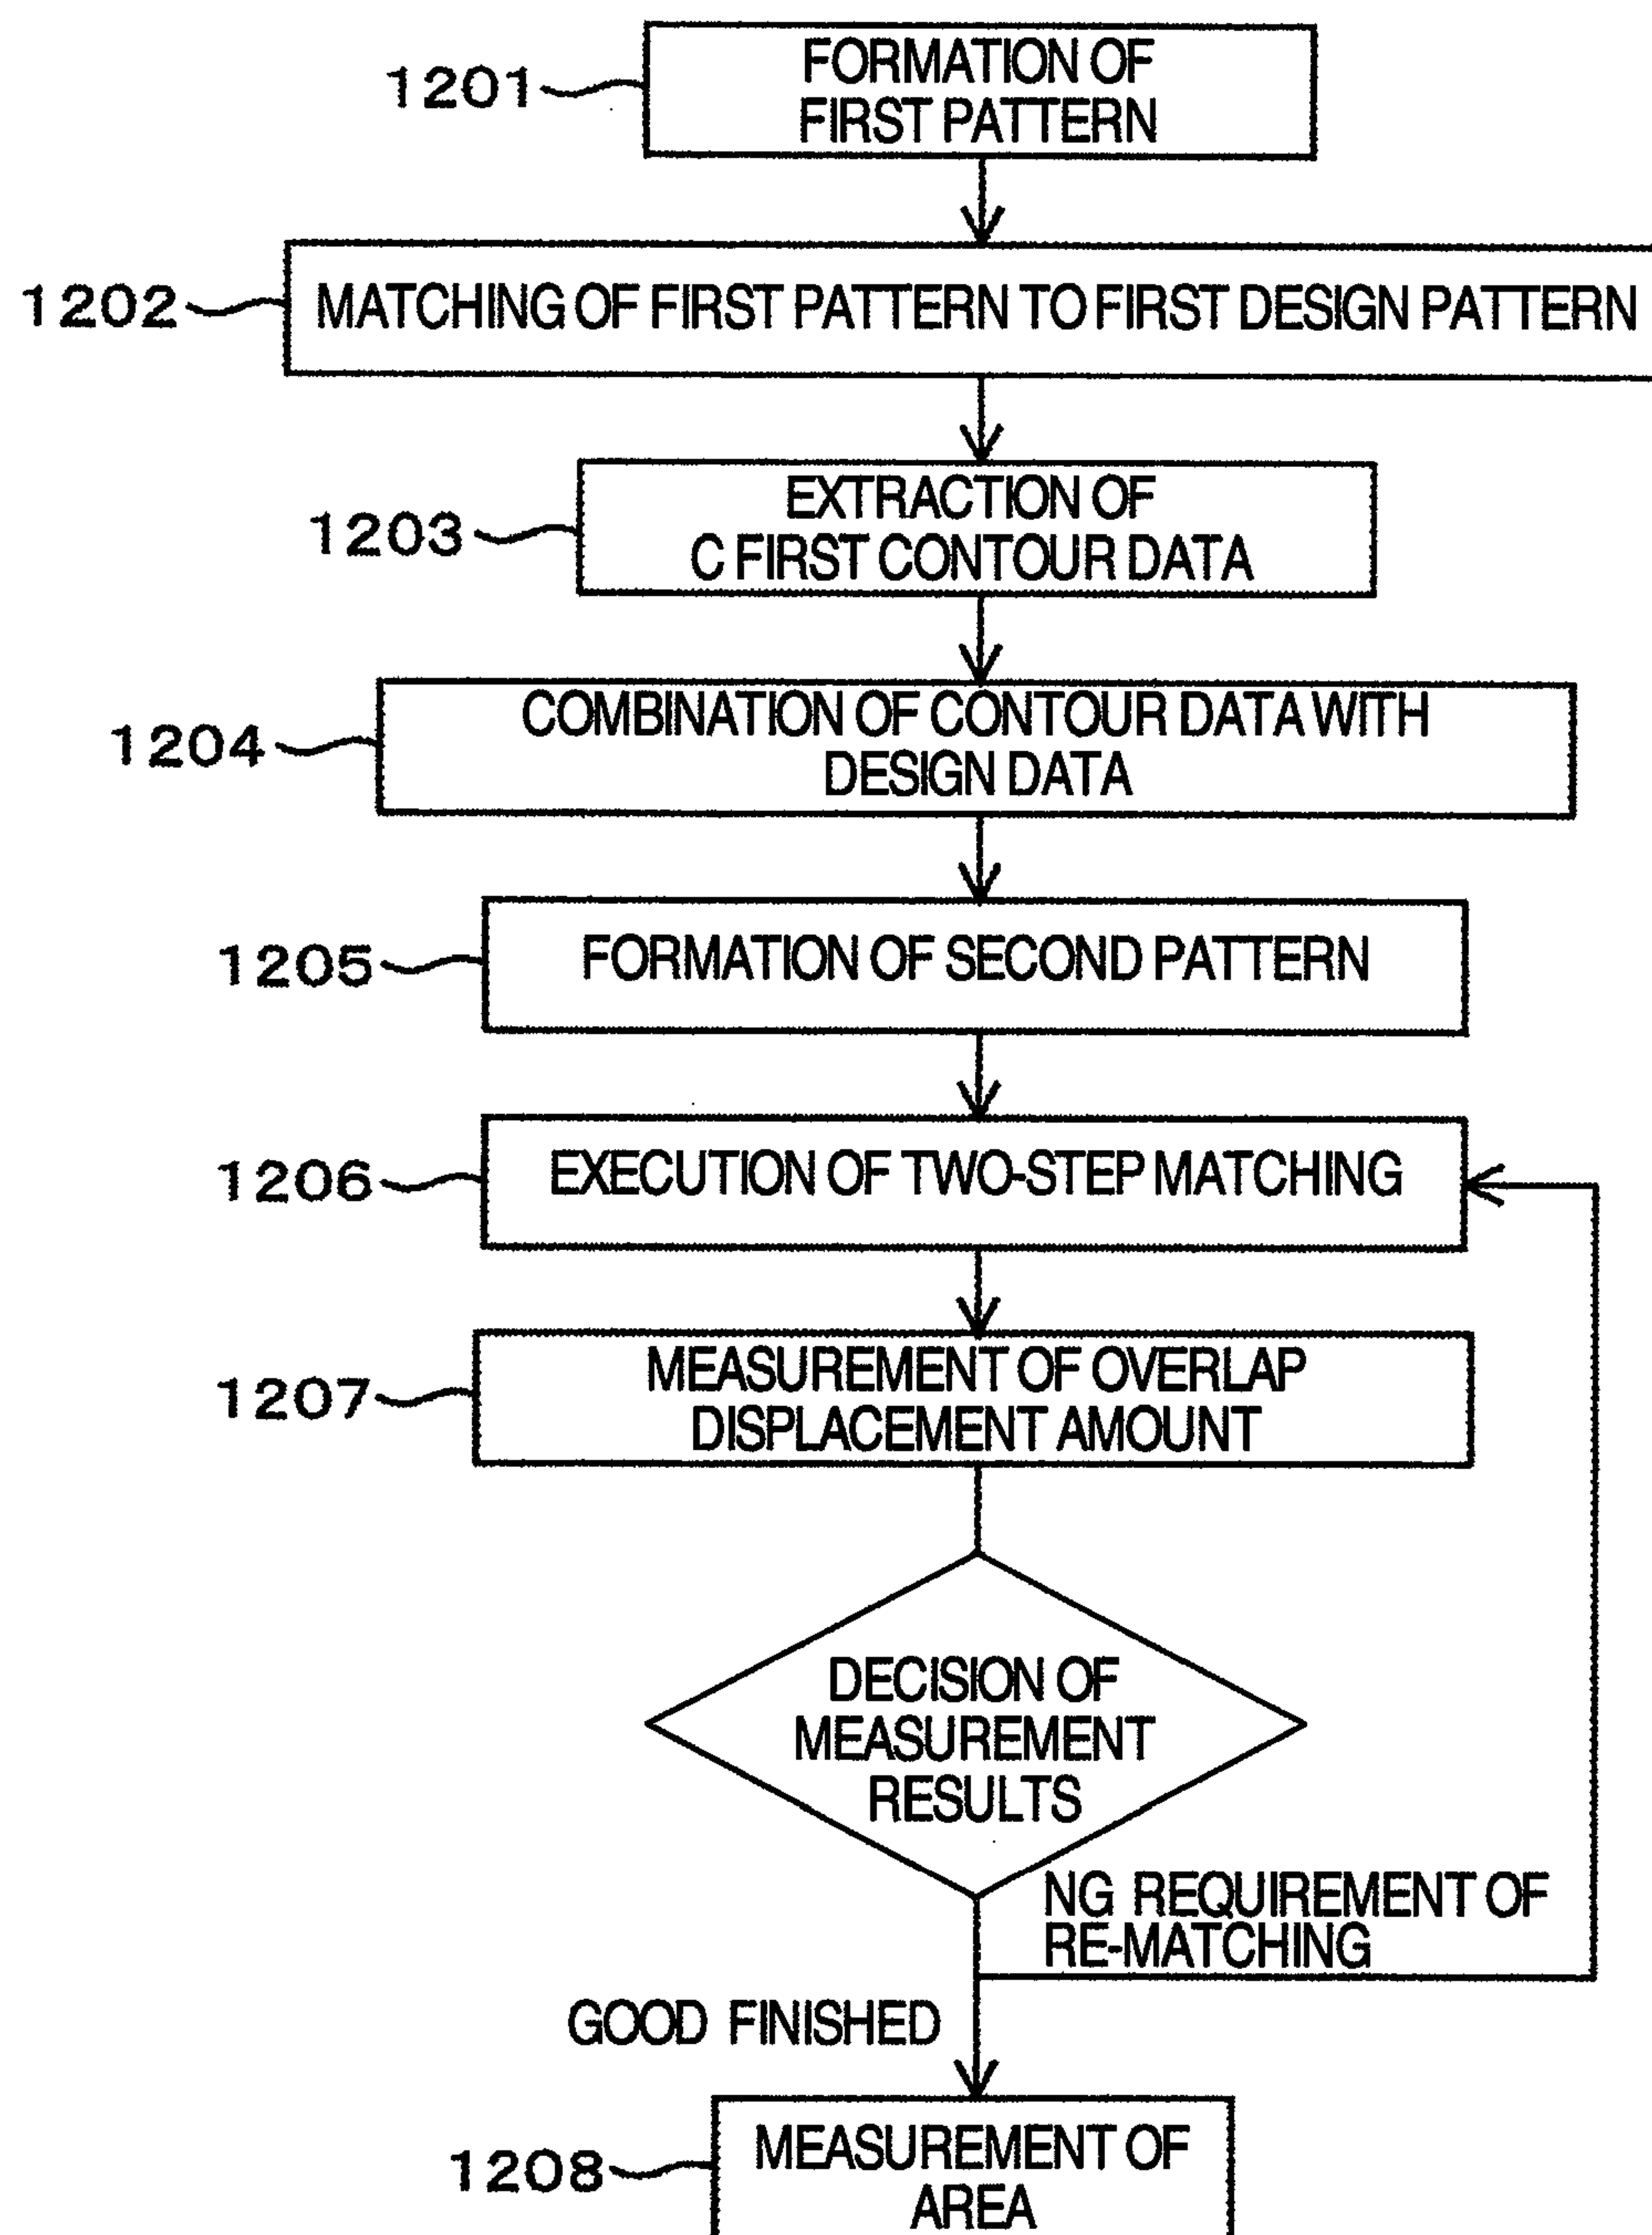 1201
FORMATION OF
FIRST PATTERN
1202
MATCHING OF FIRST PATTERN TO FIRST DESIGN PATTERN
1203
EXTRACTION OF
C FIRST CONTOUR DATA
1204
COMBINATION OF CONTOUR DATA WITH
DESIGN DATA
1205
FORMATION OF SECOND PATTERN
1206
EXECUTION OF TWO-STEP MATCHING
1207
MEASUREMENT OF OVERLAP
DISPLACEMENT AMOUNT
DECISION OF
MEASUREMENT
RESULTS
NG REQUIREMENT OF
RE-MATCHING
GOOD FINISHED
1208
MEASUREMENT OF
AREA